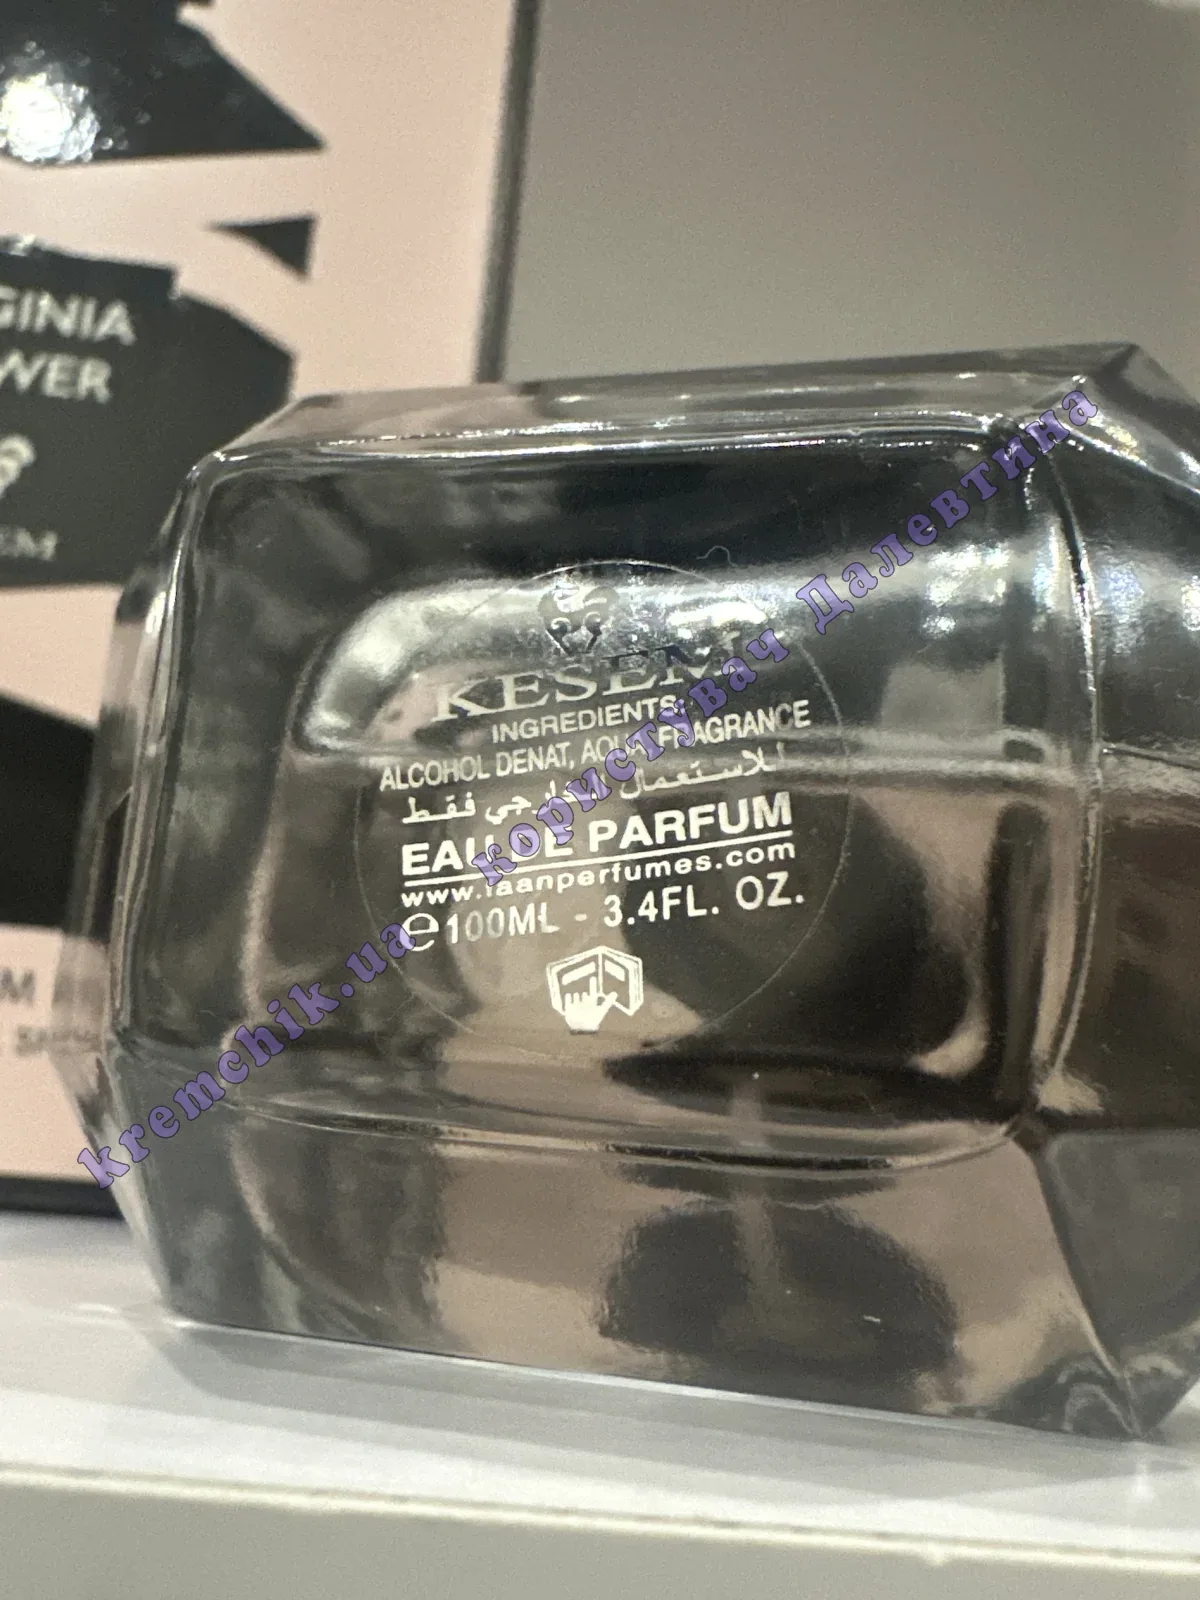 GINIA
WER
KESEM
INGREDIENTS:
ALCOHOL DENAT, AQUA, FRAGRANCE
للاستعمال الخارجي فقط
EAU DE PARFUM
www.faanperfumes.com
℮100ML - 3.4FL. OZ.
kremchik.ua користувач Далевтина